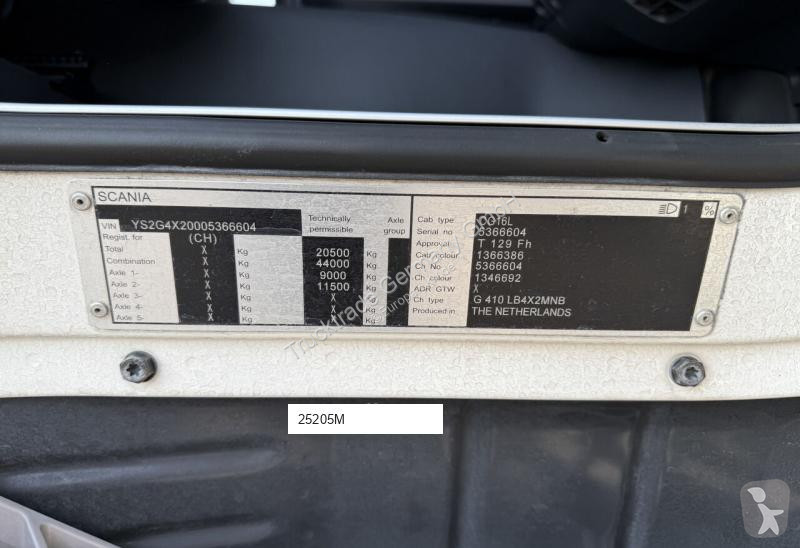 SCANIA
1 %
VIN YS2G4X20005366604
Technically permissible
Axle group
Regist. for (CH)
Total X Kg 20500 Kg
Combination X Kg 44000 Kg
Axle 1- X Kg 9000 Kg
Axle 2- X Kg 11500 Kg
Axle 3- X Kg X Kg
Axle 4- X Kg X Kg
Axle 5- X Kg X Kg
Cab type
Serial no 5366604
Approval T 129 Fh
Cab colour 1366386
Ch No 5366604
Ch colour 1346692
ADR GTW X
Ch type G 410 LB4X2MNB
Produced in THE NETHERLANDS
25205M